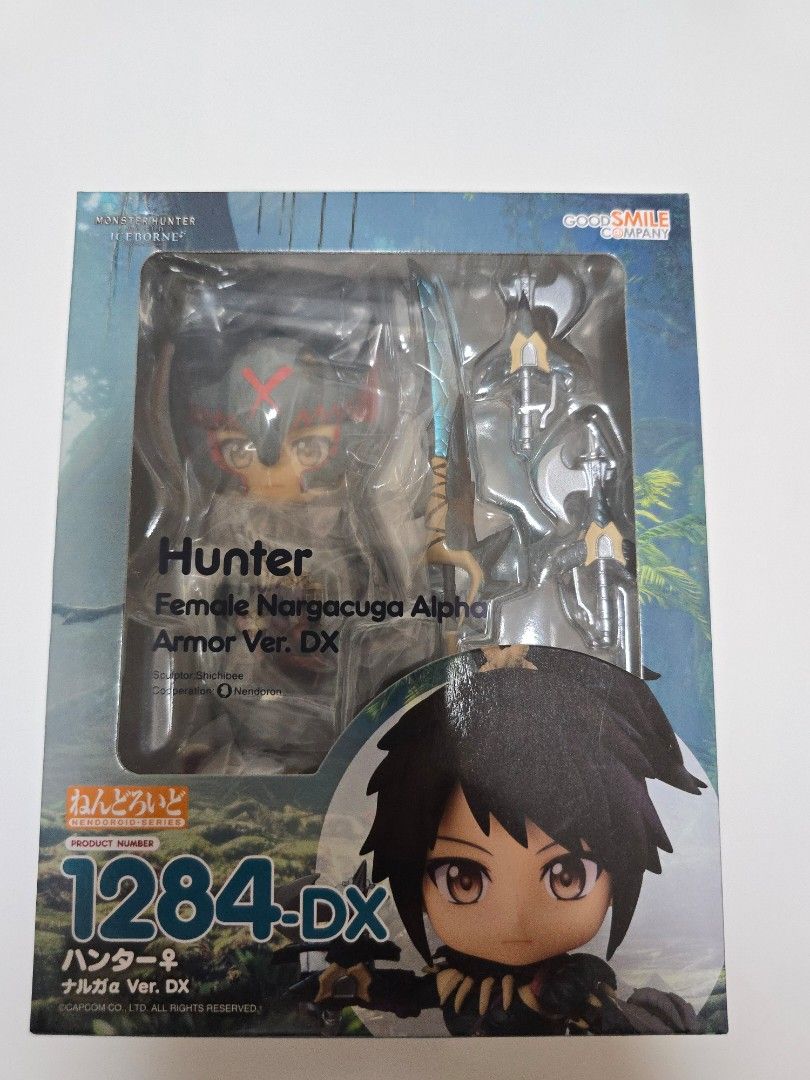 MONSTER HUNTER
ICEBORNE
GOOD SMILE
COMPANY
Hunter
Female Nargacuga Alpha
Armor Ver. DX
Sculptor:Shichibee
Cooperation: Nendoron
ねんどろいど
NENDOROID-SERIES
PRODUCT NUMBER
1284-DX
ハンター♀
ナルガα Ver. DX
©CAPCOM CO., LTD. ALL RIGHTS RESERVED.